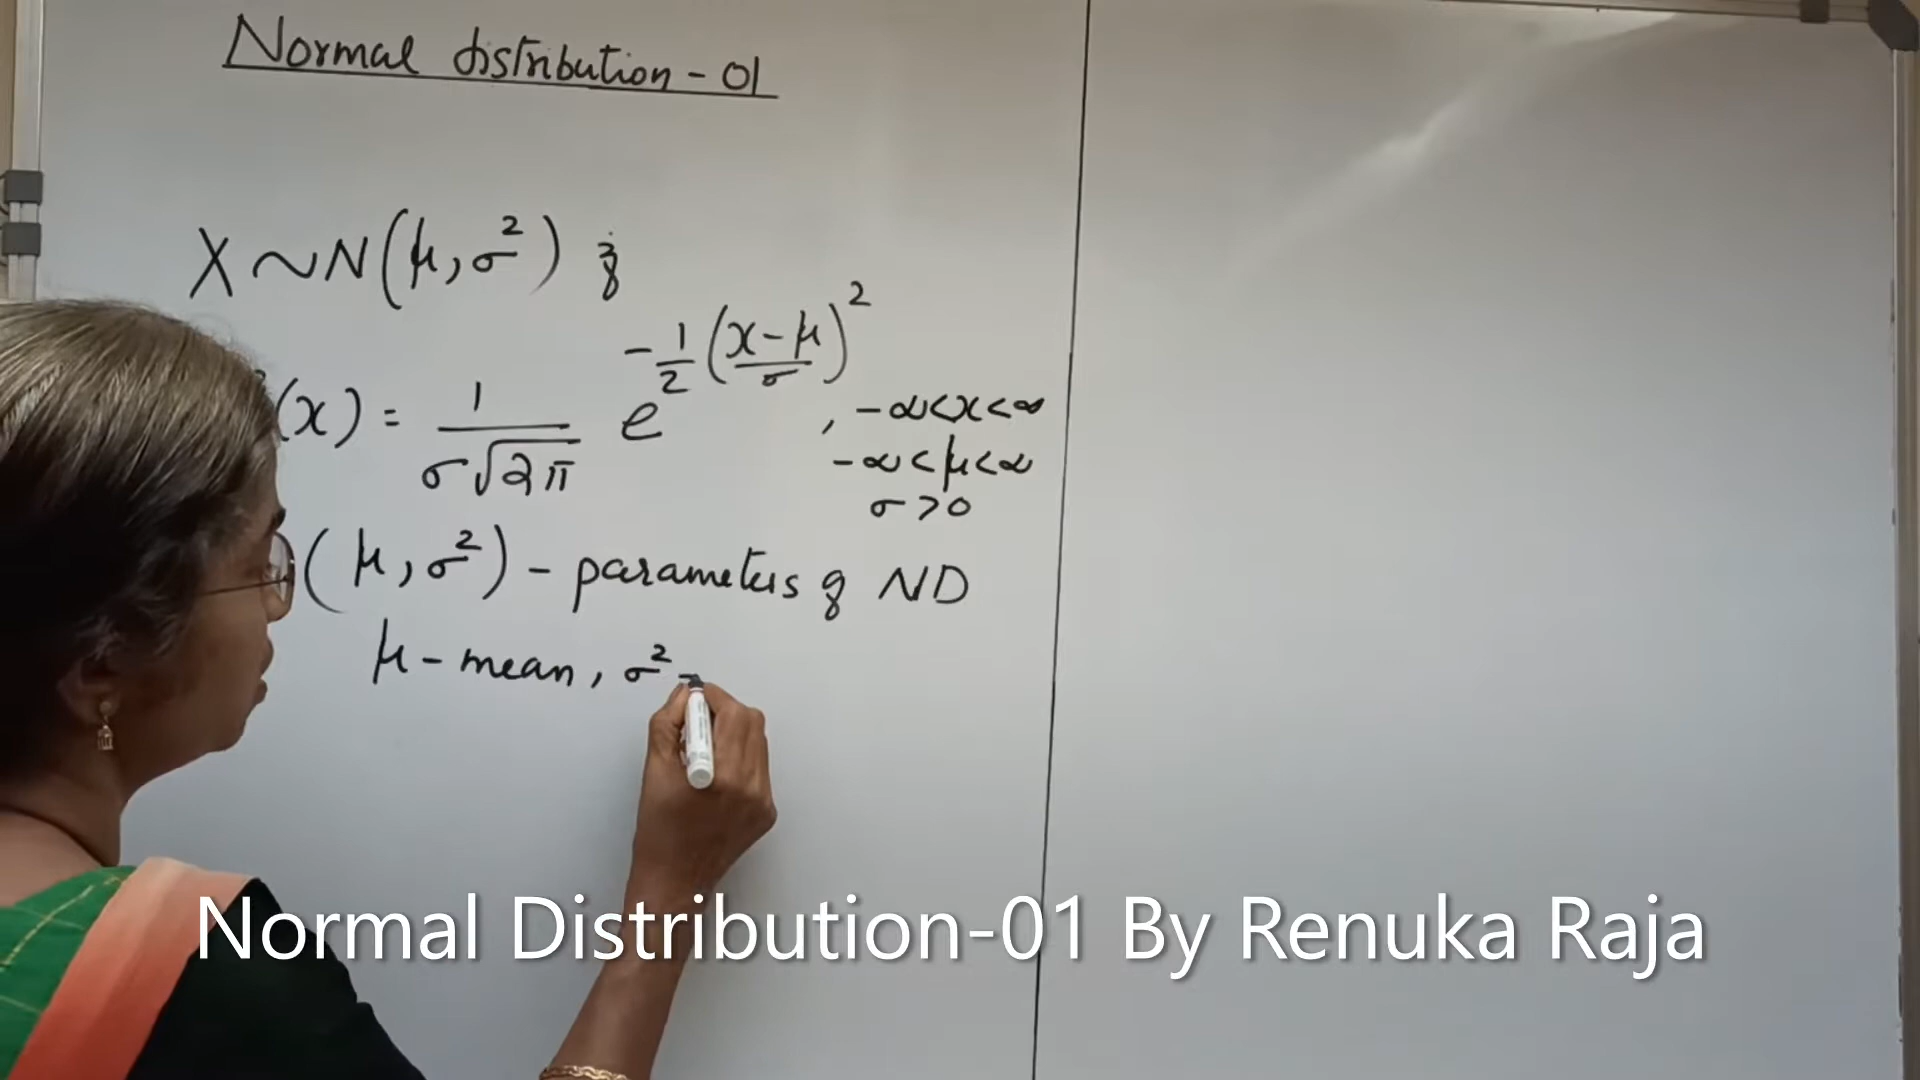 Normal distribution - 01
X ~ N(μ, σ²) if
(x) = 1/(σ√2π) e^(-1/2 ((x-μ)/σ)²) , -∞<x<∞
-∞<μ<∞
σ>0
(μ, σ²) - parameters of ND
μ - mean, σ² -
Normal Distribution-01 By Renuka Raja